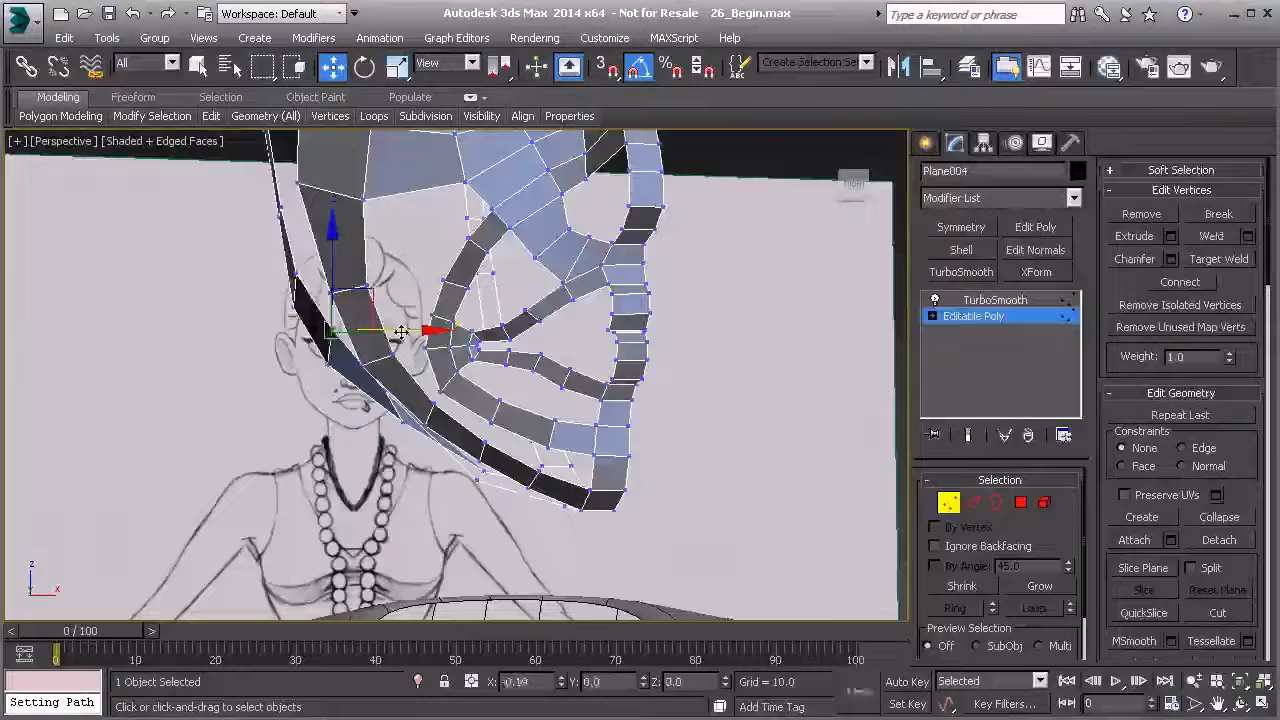 Workspace: Default
Autodesk 3ds Max 2014 x64 - Not for Resale 26_Begin.max
Type a keyword or phrase
Edit Tools Group Views Create Modifiers Animation Graph Editors Rendering Customize MAXScript Help
All View Create Selection Se
Modeling Freeform Selection Object Paint Populate
Polygon Modeling Modify Selection Edit Geometry (All) Vertices Loops Subdivision Visibility Align Properties
[+] [Perspective] [Shaded + Edged Faces]
FRONT
Plane004
Modifier List
Symmetry Edit Poly
Shell Edit Normals
TurboSmooth XForm
TurboSmooth
Editable Poly
Selection
By Vertex
Ignore Backfacing
By Angle: 45.0
Shrink Grow
Ring Loop
Preview Selection
Off SubObj Multi
Soft Selection
Edit Vertices
Remove Break
Extrude Weld
Chamfer Target Weld
Connect
Remove Isolated Vertices
Remove Unused Map Verts
Weight: 1.0
Edit Geometry
Repeat Last
Constraints
None Edge
Face Normal
Preserve UVs
Create Collapse
Attach Detach
Slice Plane Split
Slice Reset Plane
QuickSlice Cut
MSmooth Tessellate
z
x
0 / 100
0 10 20 30 40 50 60 70 80 90 100
1 Object Selected X: Y: 0.0 Z: 0.0 Grid = 10.0
Auto Key Selected
Setting Path Click or click-and-drag to select objects Add Time Tag
Set Key Key Filters... 0